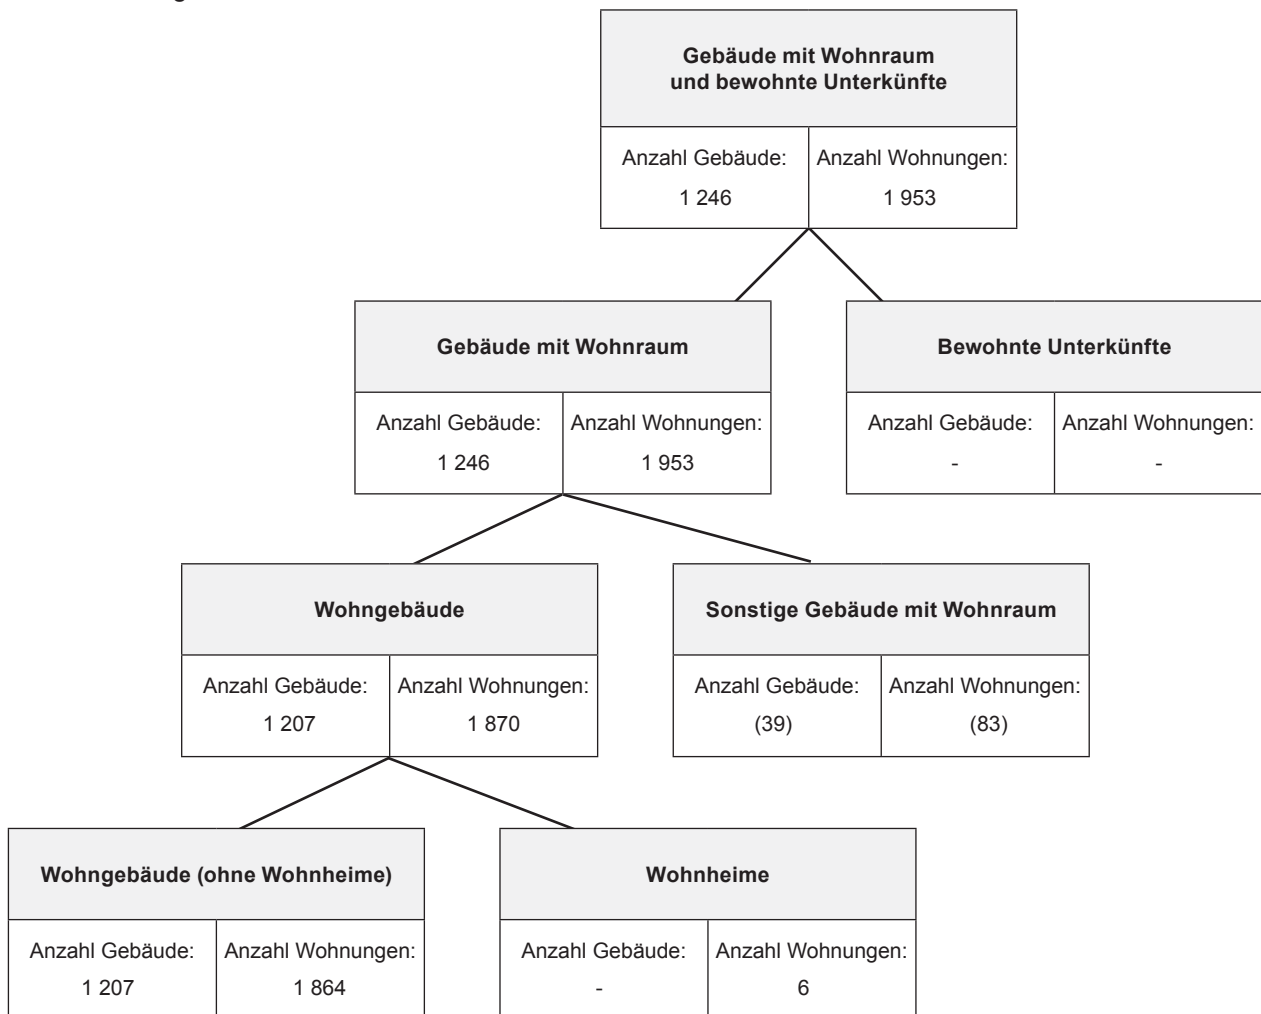 Gebäude mit Wohnraum
und bewohnte Unterkünfte
Anzahl Gebäude: Anzahl Wohnungen:
1 246 1 953
Gebäude mit Wohnraum
Anzahl Gebäude: Anzahl Wohnungen:
1 246 1 953
Bewohnte Unterkünfte
Anzahl Gebäude: Anzahl Wohnungen:
- -
Wohngebäude
Anzahl Gebäude: Anzahl Wohnungen:
1 207 1 870
Sonstige Gebäude mit Wohnraum
Anzahl Gebäude: Anzahl Wohnungen:
(39) (83)
Wohngebäude (ohne Wohnheime)
Anzahl Gebäude: Anzahl Wohnungen:
1 207 1 864
Wohnheime
Anzahl Gebäude: Anzahl Wohnungen:
- 6